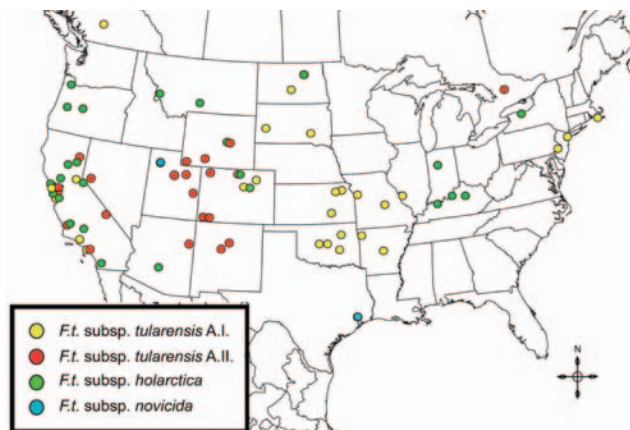 N
F.t. subsp. tularensis A.I.
F.t. subsp. tularensis A.II.
F.t. subsp. holarctica
F.t. subsp. novicida